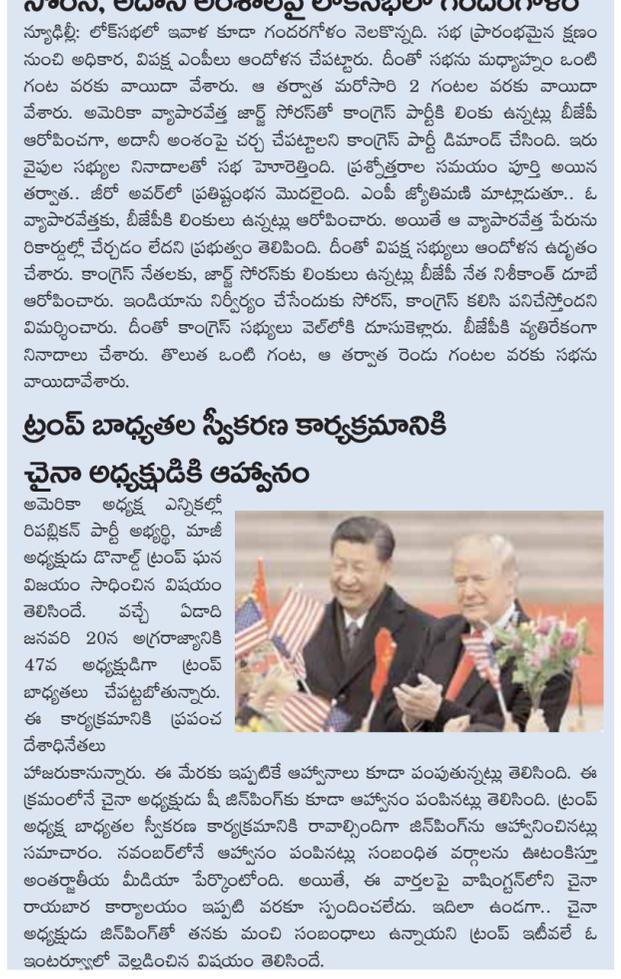 సోరస్, అదానీ అంశాలపై లోక్‌సభలో గందరగోళం
న్యూఢిల్లీ: లోక్‌సభలో ఇవాళ కూడా గందరగోళం నెలకొన్నది. సభ ప్రారంభమైన క్షణం
నుంచి అధికార, విపక్ష ఎంపీలు ఆందోళన చేపట్టారు. దీంతో సభను మధ్యాహ్నం ఒంటి
గంట వరకు వాయిదా వేశారు. ఆ తర్వాత మరోసారి 2 గంటల వరకు వాయిదా
వేశారు. అమెరికా వ్యాపారవేత్త జార్జ్ సోరస్‌తో కాంగ్రెస్ పార్టీకి లింకు ఉన్నట్లు బీజేపీ
ఆరోపించగా, అదానీ అంశంపై చర్చ చేపట్టాలని కాంగ్రెస్ పార్టీ డిమాండ్ చేసింది. ఇరు
వైపుల సభ్యుల నినాదాలతో సభ హెూరెత్తింది. ప్రశ్నోత్తరాల సమయం పూర్తి అయిన
తర్వాత.. జీరో అవర్‌లో ప్రతిష్టంభన మొదలైంది. ఎంపీ జ్యోతిమణి మాట్లాడుతూ.. ఓ
వ్యాపారవేత్తకు, బీజేపీకి లింకులు ఉన్నట్లు ఆరోపించారు. అయితే ఆ వ్యాపారవేత్త పేరును
రికార్డుల్లో చేర్చడం లేదని ప్రభుత్వం తెలిపింది. దీంతో విపక్ష సభ్యులు ఆందోళన ఉదృతం
చేశారు. కాంగ్రెస్ నేతలకు, జార్జ్ సోరస్‌కు లింకులు ఉన్నట్లు బీజేపీ నేత నిశీకాంత్ దూబే
ఆరోపించారు. ఇండియాను నిర్వీర్యం చేసేందుకు సోరస్, కాంగ్రెస్ కలిసి పనిచేస్తోందని
విమర్శించారు. దీంతో కాంగ్రెస్ సభ్యులు వెల్‌లోకి దూసుకెళ్లారు. బీజేపీకి వ్యతిరేకంగా
నినాదాలు చేశారు. తొలుత ఒంటి గంట, ఆ తర్వాత రెండు గంటల వరకు సభను
వాయిదావేశారు.
ట్రంప్ బాధ్యతల స్వీకరణ కార్యక్రమానికి
చైనా అధ్యక్షుడికి ఆహ్వానం
అమెరికా అధ్యక్ష ఎన్నికల్లో
రిపబ్లికన్ పార్టీ అభ్యర్థి, మాజీ
అధ్యక్షుడు డొనాల్డ్ ట్రంప్ ఘన
విజయం సాధించిన విషయం
తెలిసిందే. వచ్చే ఏడాది
జనవరి 20న అగ్రరాజ్యానికి
47వ అధ్యక్షుడిగా ట్రంప్
బాధ్యతలు చేపట్టబోతున్నారు.
ఈ కార్యక్రమానికి ప్రపంచ
దేశాధినేతలు
హాజరుకానున్నారు. ఈ మేరకు ఇప్పటికే ఆహ్వానాలు కూడా పంపుతున్నట్లు తెలిసింది. ఈ
క్రమంలోనే చైనా అధ్యక్షుడు షీ జిన్‌పింగ్‌కు కూడా ఆహ్వానం పంపినట్లు తెలిసింది. ట్రంప్
అధ్యక్ష బాధ్యతల స్వీకరణ కార్యక్రమానికి రావాల్సిందిగా జిన్‌పింగ్‌ను ఆహ్వానించినట్లు
సమాచారం. నవంబర్‌లోనే ఆహ్వానం పంపినట్లు సంబంధిత వర్గాలను ఊటంకిస్తూ
అంతర్జాతీయ మీడియా పేర్కొంటోంది. అయితే, ఈ వార్తలపై వాషింగ్టన్‌లోని చైనా
రాయబార కార్యాలయం ఇప్పటి వరకూ స్పందించలేదు. ఇదిలా ఉండగా.. చైనా
అధ్యక్షుడు జిన్‌పింగ్‌తో తనకు మంచి సంబంధాలు ఉన్నాయని ట్రంప్ ఇటీవలే ఓ
ఇంటర్వ్యూలో వెల్లడించిన విషయం తెలిసిందే.